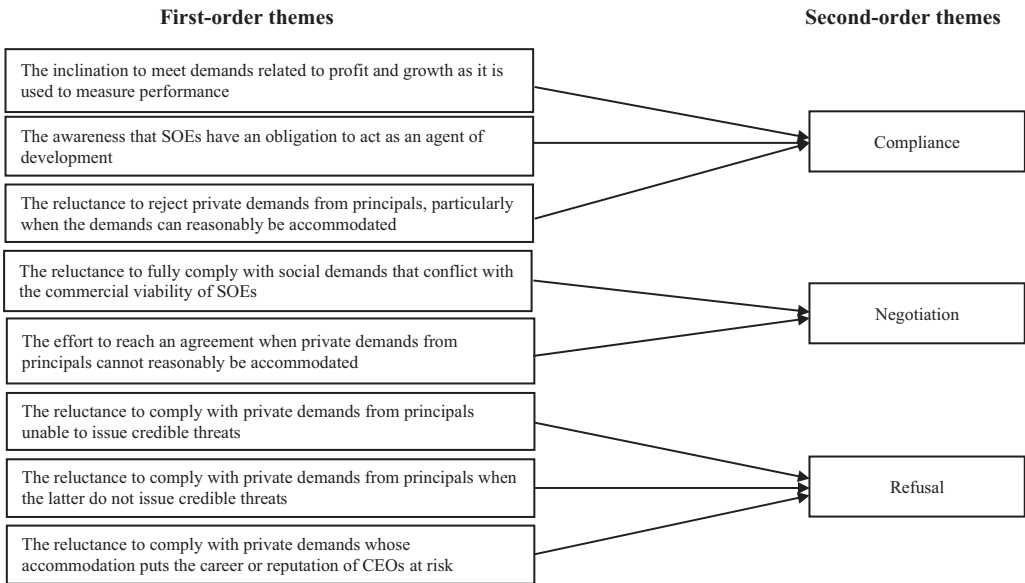 First-order themes
Second-order themes
The inclination to meet demands related to profit and growth as it is
used to measure performance
The awareness that SOEs have an obligation to act as an agent of
development
Compliance
The reluctance to reject private demands from principals, particularly
when the demands can reasonably be accommodated
The reluctance to fully comply with social demands that conflict with
the commercial viability of SOEs
Negotiation
The effort to reach an agreement when private demands from
principals cannot reasonably be accommodated
The reluctance to comply with private demands from principals
unable to issue credible threats
The reluctance to comply with private demands from principals when
the latter do not issue credible threats
Refusal
The reluctance to comply with private demands whose
accommodation puts the career or reputation of CEOs at risk